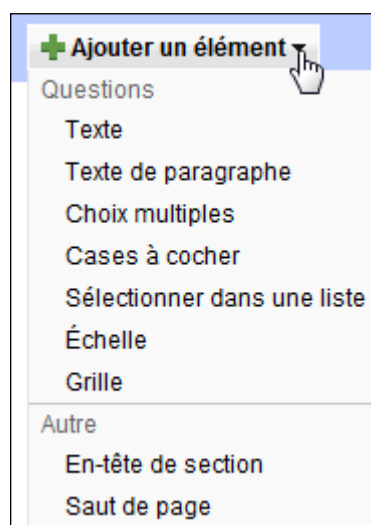 Ajouter un élément
Questions
Texte
Texte de paragraphe
Choix multiples
Cases à cocher
Sélectionner dans une liste
Échelle
Grille
Autre
En-tête de section
Saut de page